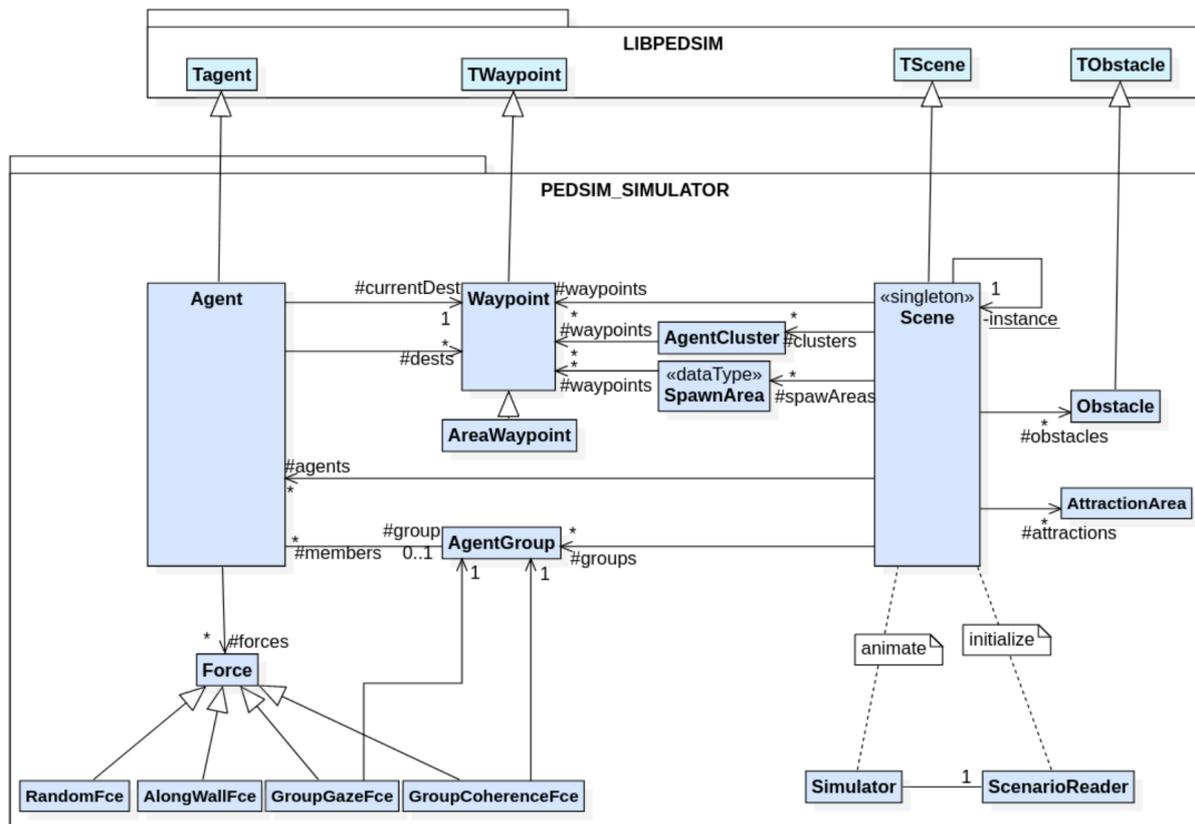 LIBPEDSIM
Tagent
TWaypoint
TScene
TObstacle
PEDSIM_SIMULATOR
Agent
#currentDest
1
*
#dests
Waypoint
#waypoints
*
#waypoints
*
*
#waypoints
AreaWaypoint
AgentCluster
*
#clusters
«dataType»
SpawnArea
*
#spawAreas
«singleton»
Scene
1
-instance
Obstacle
*
#obstacles
AttractionArea
*
#attractions
#agents
*
#group
*
#members
0..1
AgentGroup
*
#groups
1
1
*
#forces
Force
animate
initialize
RandomFce
AlongWallFce
GroupGazeFce
GroupCoherenceFce
Simulator
1
ScenarioReader